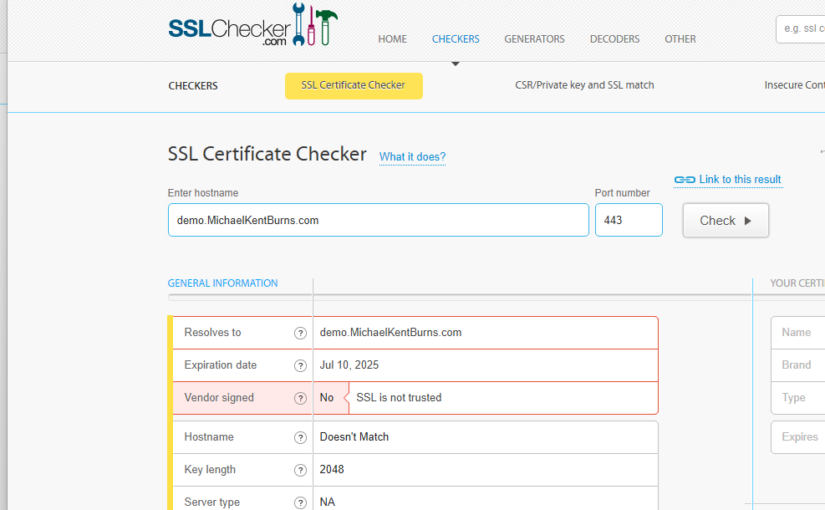 SSLChecker.com
HOME CHECKERS GENERATORS DECODERS OTHER
e.g. ssl
CHECKERS SSL Certificate Checker CSR/Private key and SSL match Insecure
SSL Certificate Checker What it does?
Link to this result
Enter hostname Port number
demo.MichaelKentBurns.com 443 Check
GENERAL INFORMATION YOUR
Resolves to ? demo.MichaelKentBurns.com Name
Expiration date ? Jul 10, 2025 Brand
Vendor signed ? No SSL is not trusted Type
Hostname ? Doesn't Match Expires
Key length ? 2048
Server type ? NA